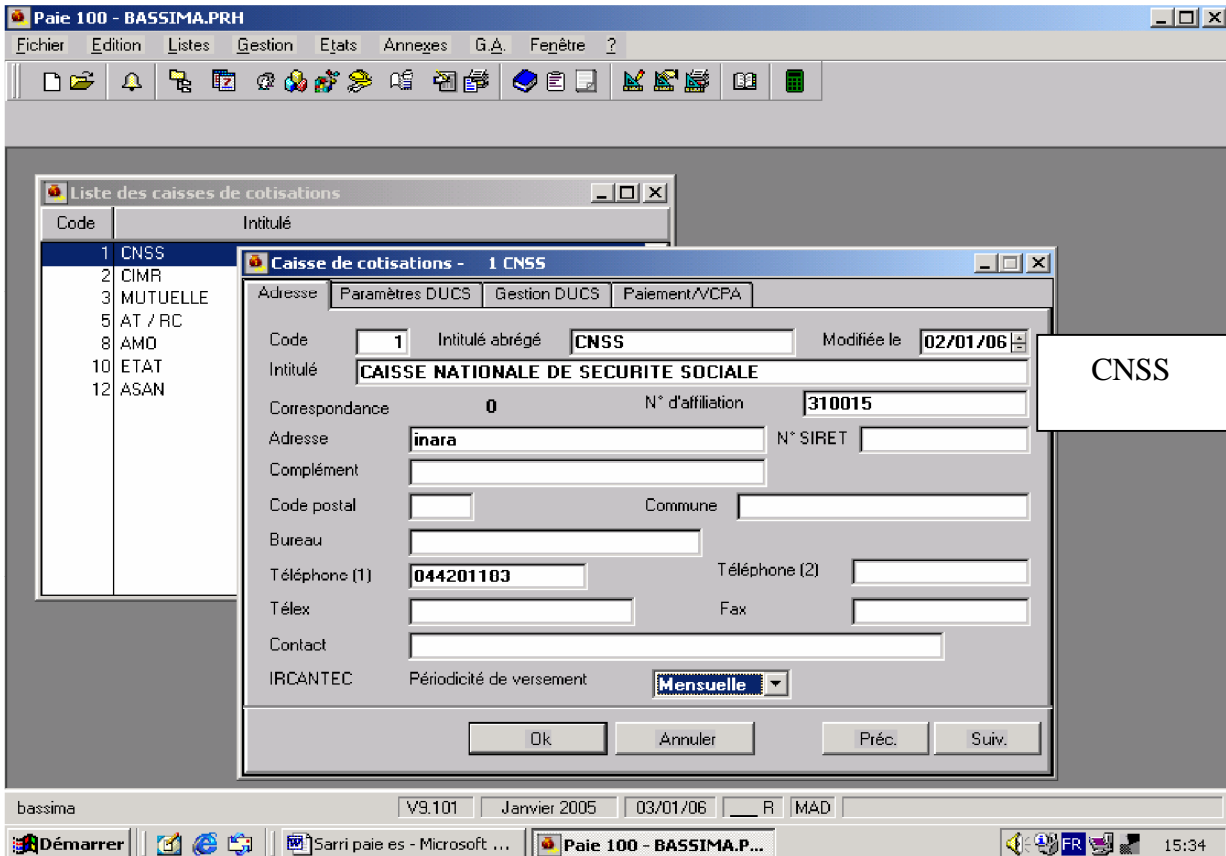 Paie 100 - BASSIMA.PRH
Fichier Edition Listes Gestion Etats Annexes G.A. Fenêtre ?
Liste des caisses de cotisations
Code Intitulé
1 CNSS
2 CIMR
3 MUTUELLE
5 AT / RC
8 AMO
10 ETAT
12 ASAN
Caisse de cotisations - 1 CNSS
Adresse Paramètres DUCS Gestion DUCS Paiement/VCPA
Code 1 Intitulé abrégé CNSS Modifiée le 02/01/06
Intitulé CAISSE NATIONALE DE SECURITE SOCIALE
Correspondance 0 N° d'affiliation 310015
Adresse inara N° SIRET
Complément
Code postal Commune
Bureau
Téléphone (1) 044201103 Téléphone (2)
Télex Fax
Contact
IRCANTEC Périodicité de versement Mensuelle
Ok Annuler Préc. Suiv.
CNSS
bassima V9.101 Janvier 2005 03/01/06 ___ R MAD
Démarrer Sarri paie es - Microsoft ... Paie 100 - BASSIMA.P... FR 15:34